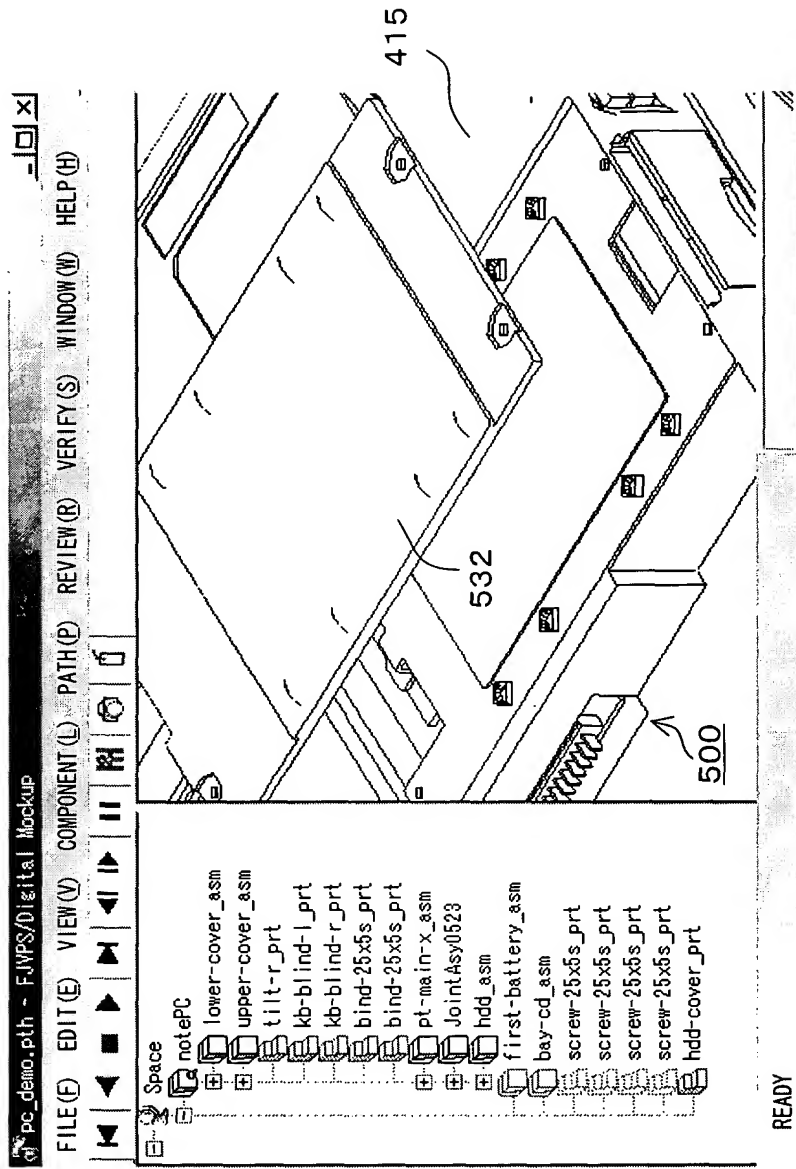 pc_demo.pth - FJVPS/Digital Mockup
FILE(F) EDIT(E) VIEW(V) COMPONENT(L) PATH(P) REVIEW(R) VERIFY(S) WINDOW(W) HELP(H)
Space
notePC
lower-cover_asm
upper-cover_asm
tilt-r_prt
kb-blind-l_prt
kb-blind-r_prt
bind-25x5s_prt
bind-25x5s_prt
pt-main-x_asm
JointAsy0523
hdd_asm
first-battery_asm
bay-cd_asm
screw-25x5s_prt
screw-25x5s_prt
screw-25x5s_prt
screw-25x5s_prt
hdd-cover_prt
415
532
500
READY